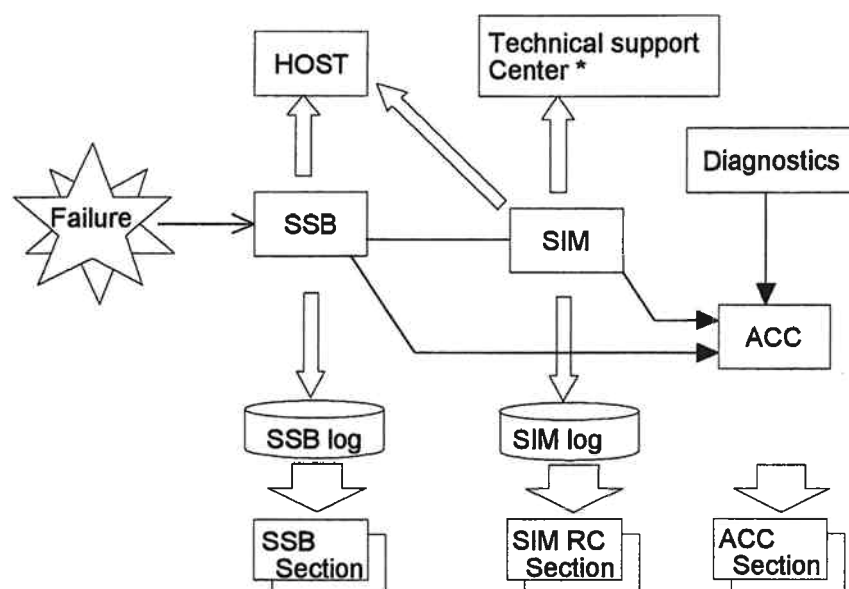 HOST
Technical support
Center *
Diagnostics
Failure
SSB
SIM
ACC
SSB log
SIM log
SSB
Section
SIM RC
Section
ACC
Section